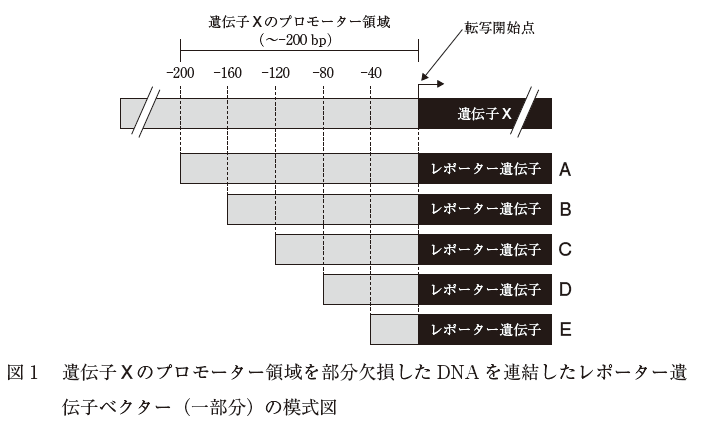 遺伝子Xのプロモーター領域
(〜-200 bp)
転写開始点
-200 -160 -120 -80 -40
遺伝子X
レポーター遺伝子 A
レポーター遺伝子 B
レポーター遺伝子 C
レポーター遺伝子 D
レポーター遺伝子 E
図1 遺伝子Xのプロモーター領域を部分欠損したDNAを連結したレポーター遺
伝子ベクター(一部分)の模式図